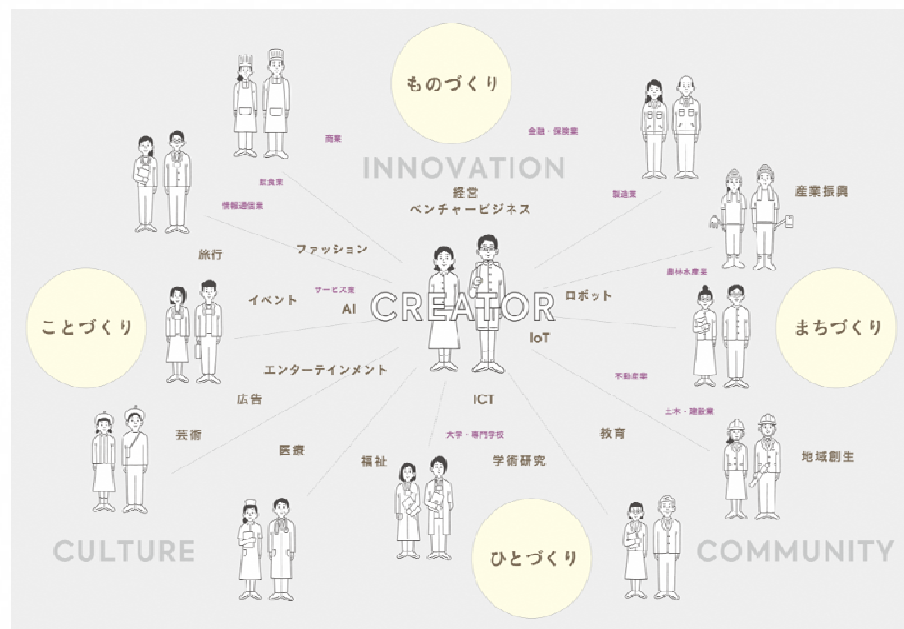 ものづくり
商業
金融・保険業
INNOVATION
飲食業
経営
ベンチャービジネス
製造業
産業振興
情報通信業
旅行
ファッション
農林水産業
イベント
サービス業
AI
CREATOR
ロボット
ことづくり
まちづくり
IoT
エンターテインメント
不動産業
広告
ICT
土木・建設業
芸術
医療
福祉
大学・専門学校
学術研究
教育
地域創生
CULTURE
ひとづくり
COMMUNITY